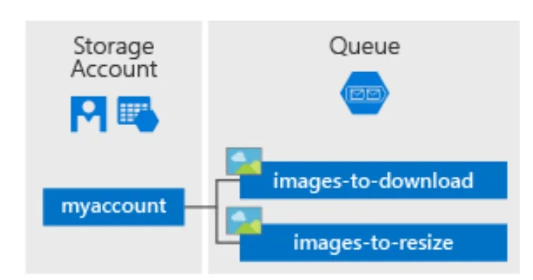 Storage
Account
Queue
myaccount
images-to-download
images-to-resize